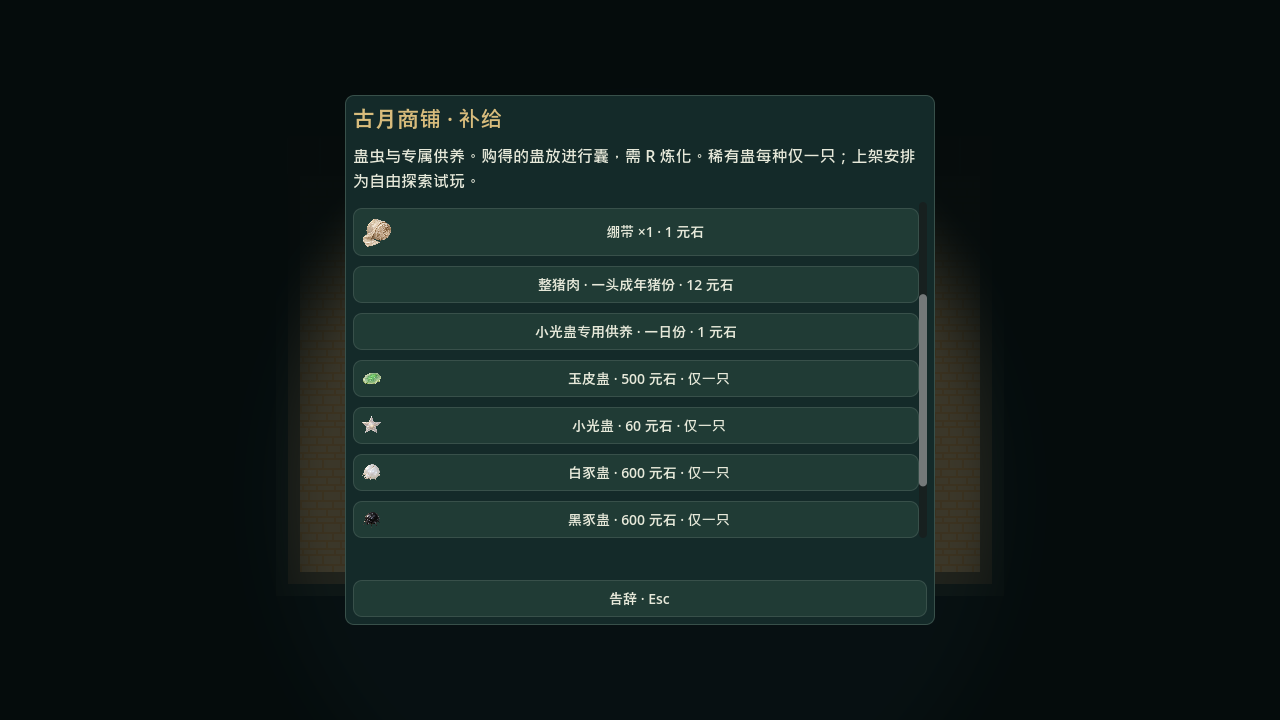 古月商铺 · 补给
蛊虫与专属供养。购得的蛊放进行囊 · 需 R 炼化。稀有蛊每种仅一只；上架安排
为自由探索试玩。
绷带 ×1 · 1 元石
整猪肉 · 一头成年猪份 · 12 元石
小光蛊专用供养 · 一日份 · 1 元石
玉皮蛊 · 500 元石 · 仅一只
小光蛊 · 60 元石 · 仅一只
白豕蛊 · 600 元石 · 仅一只
黑豕蛊 · 600 元石 · 仅一只
告辞 · Esc